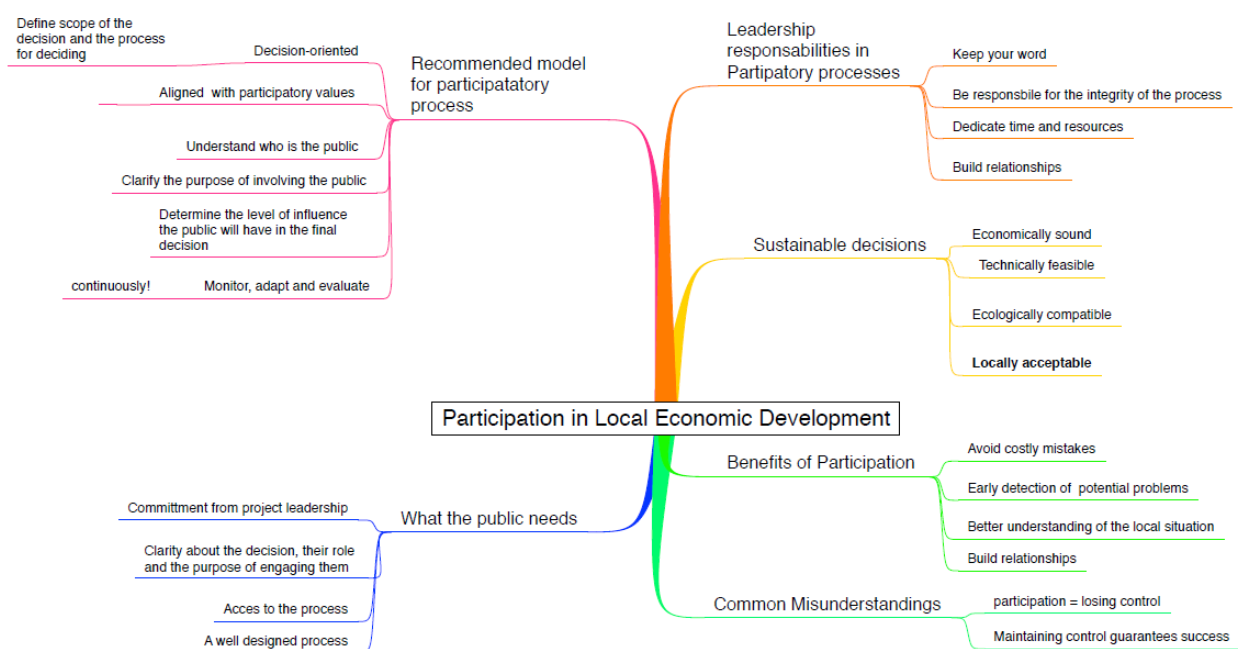 Define scope of the
decision and the process
for deciding
Decision-oriented
Aligned with participatory values
Understand who is the public
Clarify the purpose of involving the public
Determine the level of influence
the public will have in the final
decision
continuously!
Monitor, adapt and evaluate
Recommended model
for participatatory
process
Leadership
responsabilities in
Partipatory processes
Keep your word
Be responsbile for the integrity of the process
Dedicate time and resources
Build relationships
Sustainable decisions
Economically sound
Technically feasible
Ecologically compatible
Locally acceptable
Participation in Local Economic Development
Benefits of Participation
Avoid costly mistakes
Early detection of potential problems
Better understanding of the local situation
Build relationships
Common Misunderstandings
participation = losing control
Maintaining control guarantees success
What the public needs
Committment from project leadership
Clarity about the decision, their role
and the purpose of engaging them
Acces to the process
A well designed process